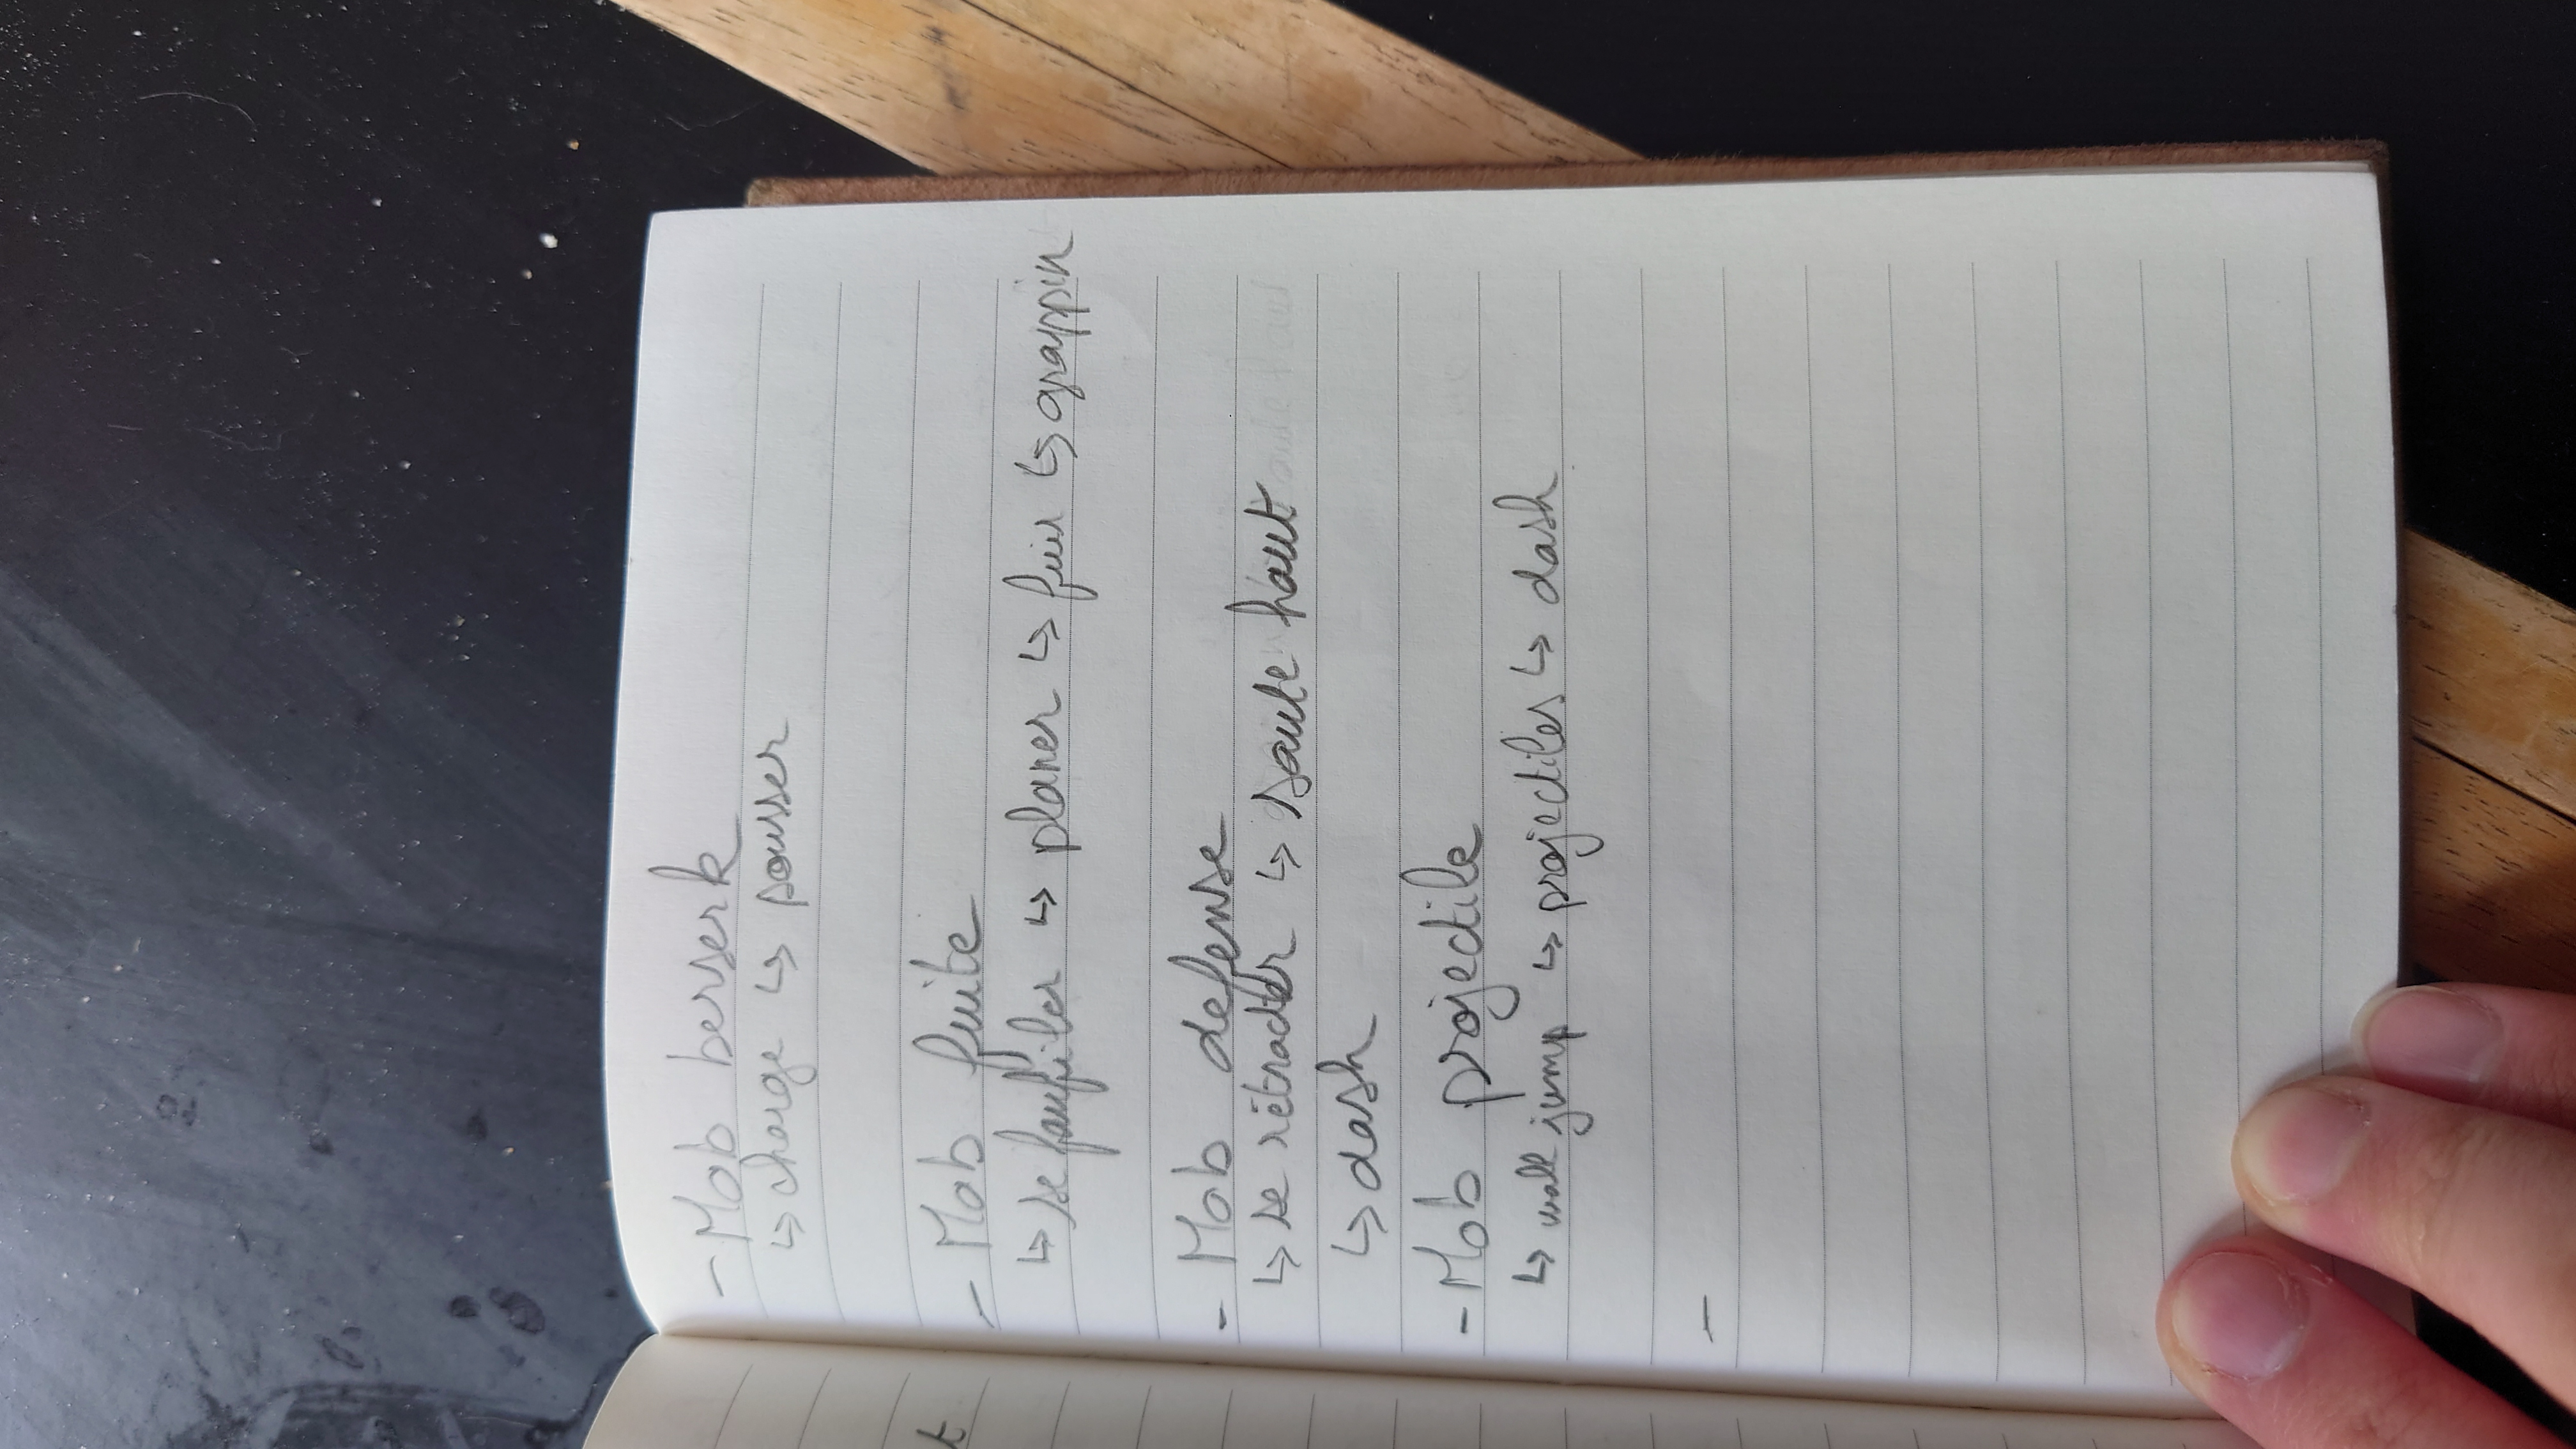 - Mob berserk
↳ charge ↳ pousser
- Mob fuite
↳ se faufiler ↳ planer ↳ fuir ↳ grappin
- Mob defense
↳ se rétracter ↳ saute haut
↳ dash
- Mob projectile
↳ wall jump ↳ projectiles ↳ dash
-